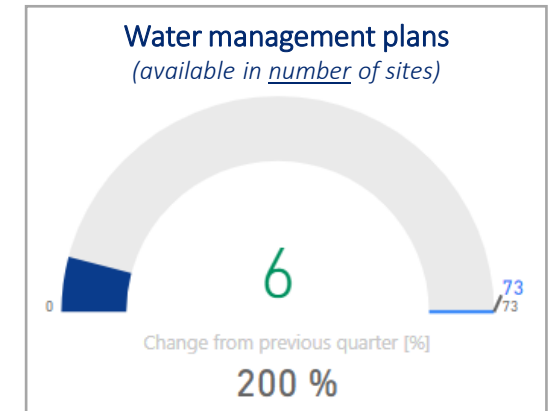 Water management plans
(available in number of sites)
6
73
0
73
Change from previous quarter [%]
200 %